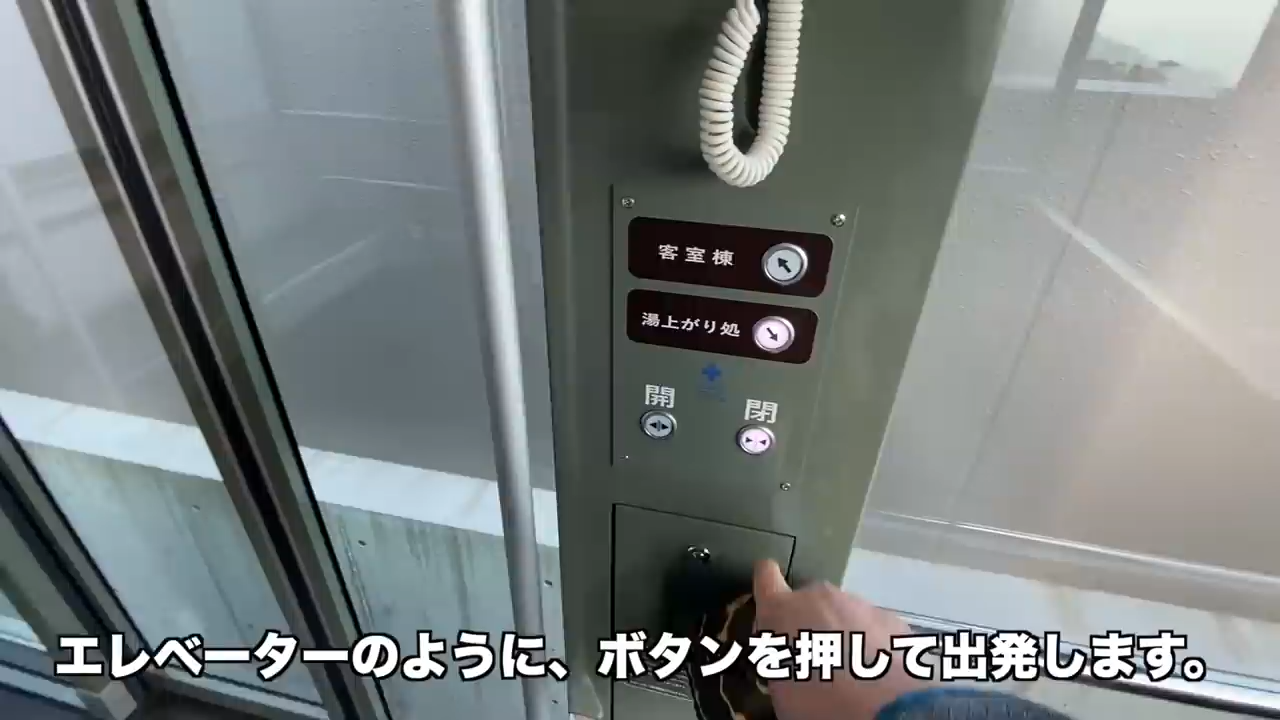 客室棟
湯上がり処
開
閉
エレベーターのように、ボタンを押して出発します。